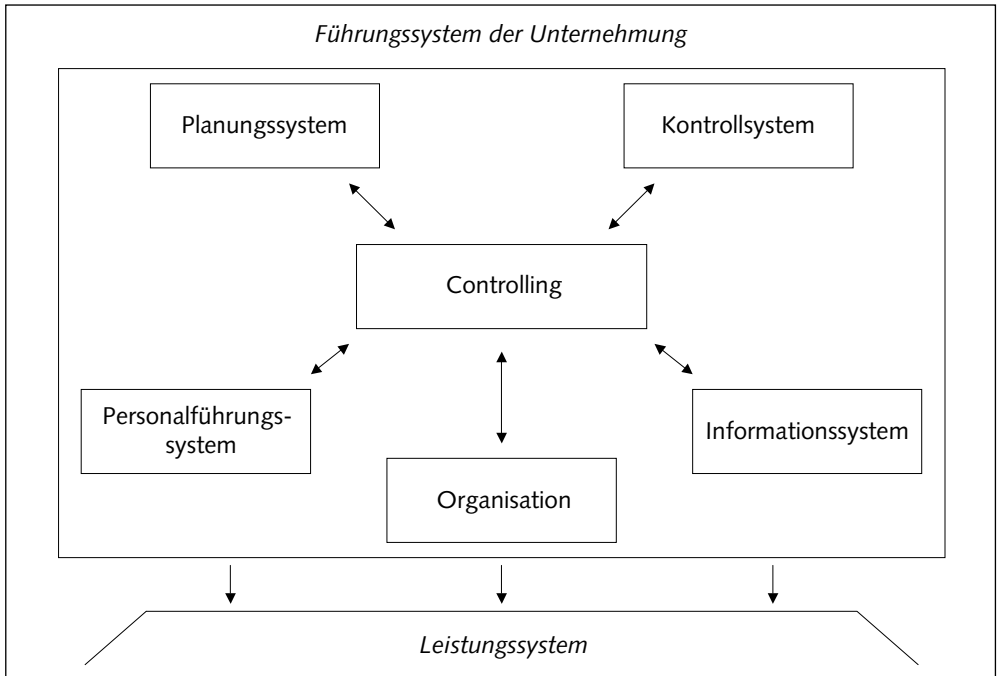 Führungssystem der Unternehmung
Planungssystem
Kontrollsystem
Controlling
Personalführungs-
system
Informationssystem
Organisation
Leistungssystem